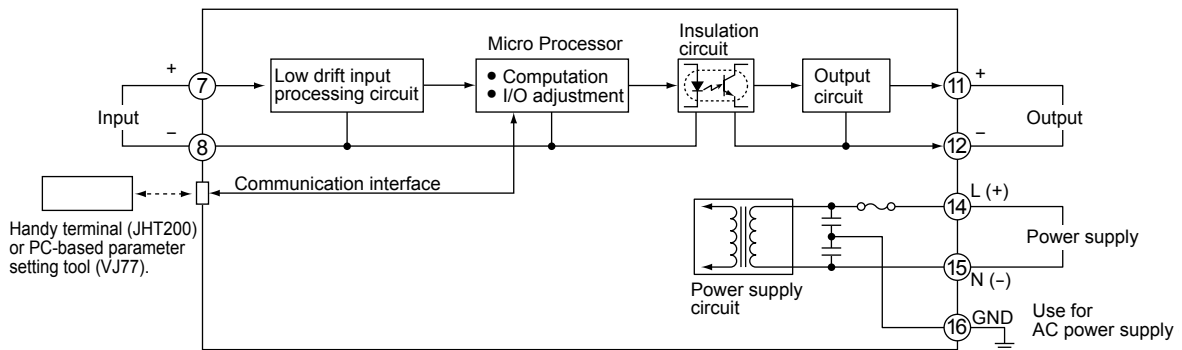 Insulation
circuit
Micro Processor
+
7
Low drift input
processing circuit
● Computation
● I/O adjustment
Output
circuit
11
+
Input
Output
−
8
12
−
Communication interface
Handy terminal (JHT200)
or PC-based parameter
setting tool (VJ77).
L (+)
14
Power supply
15
N (−)
Power supply
circuit
16
GND
Use for
AC power supply